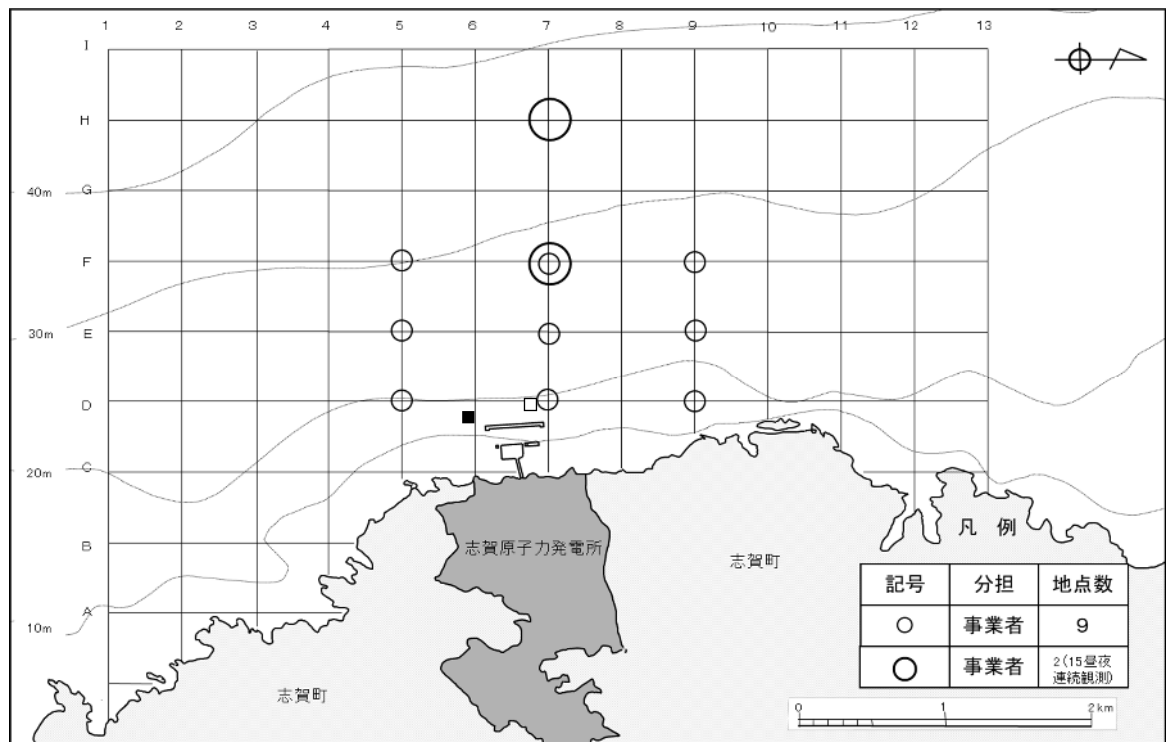 1 2 3 4 5 6 7 8 9 10 11 12 13
I
H
40m G
F
30m E
D
20m C
B
A
10m
志賀原子力発電所
志賀町
志賀町
凡 例
記号 分担 地点数
○ 事業者 9
○ 事業者 2(15昼夜
連続観測)
0 1 2km